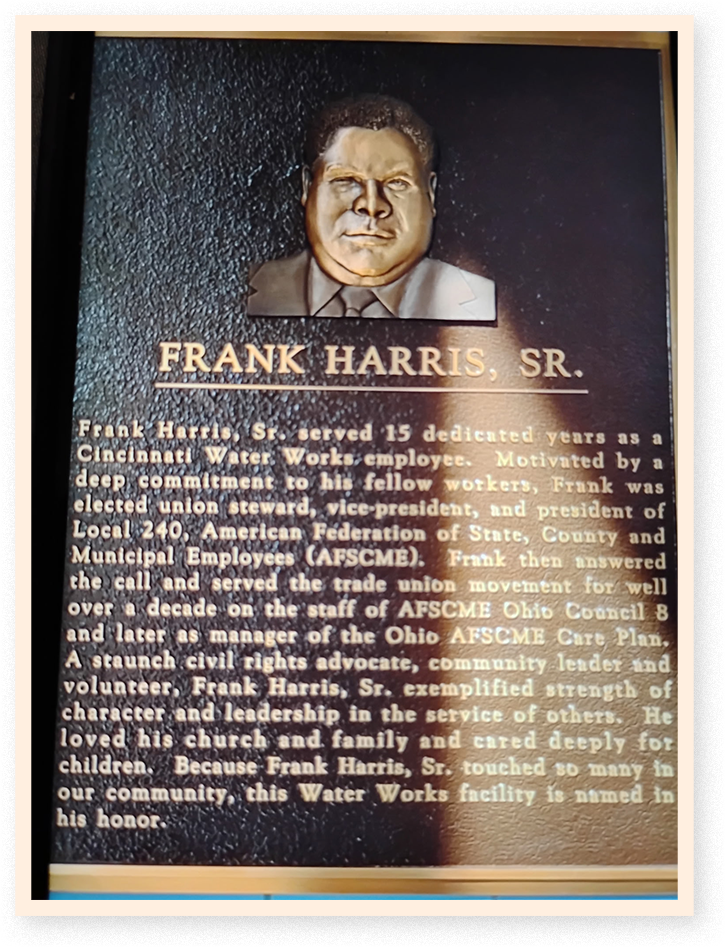 FRANK HARRIS, SR.
Frank Harris, Sr. served 15 dedicated years as a
Cincinnati Water Works employee. Motivated by a
deep commitment to his fellow workers, Frank was
elected union steward, vice-president, and president of
Local 240, American Federation of State, County and
Municipal Employees (AFSCME). Frank then answered
the call and served the trade union movement for well
over a decade on the staff of AFSCME Ohio Council 8
and later as manager of the Ohio AFSCME Care Plan.
A staunch civil rights advocate, community leader and
volunteer, Frank Harris, Sr. exemplified strength of
character and leadership in the service of others. He
loved his church and family and cared deeply for
children. Because Frank Harris, Sr. touched so many in
our community, this Water Works facility is named in
his honor.